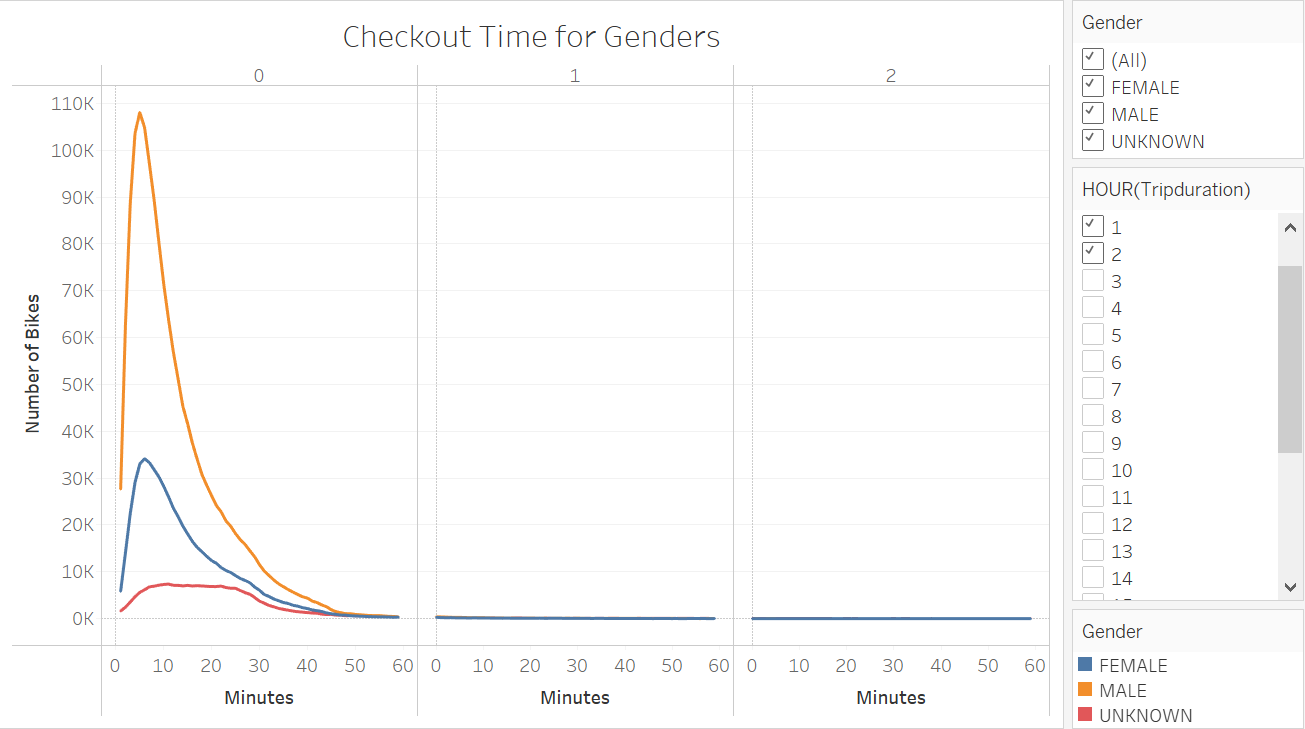 Checkout Time for Genders
0 1 2
110K
100K
90K
80K
70K
60K
50K
40K
30K
20K
10K
0K
Number of Bikes
0 10 20 30 40 50 60 0 10 20 30 40 50 60 0 10 20 30 40 50 60
Minutes Minutes Minutes
Gender
(All)
FEMALE
MALE
UNKNOWN
HOUR(Tripduration)
1
2
3
4
5
6
7
8
9
10
11
12
13
14
Gender
FEMALE
MALE
UNKNOWN